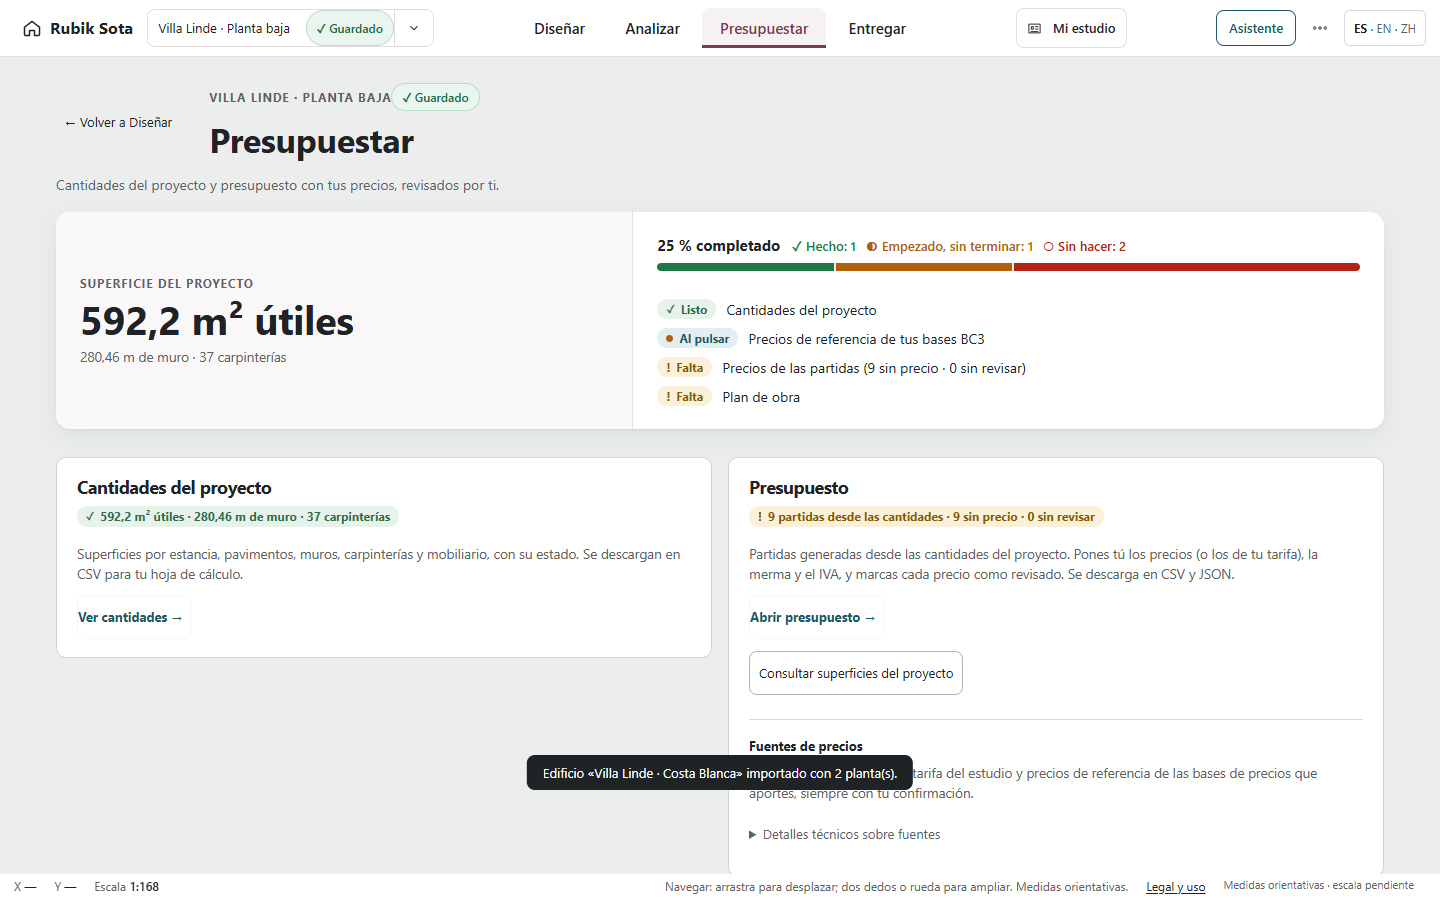 Rubik Sota
Villa Linde · Planta baja
✓ Guardado
Diseñar
Analizar
Presupuestar
Entregar
Mi estudio
Asistente
•••
ES · EN · ZH
← Volver a Diseñar
VILLA LINDE · PLANTA BAJA
✓ Guardado
Presupuestar
Cantidades del proyecto y presupuesto con tus precios, revisados por ti.
SUPERFICIE DEL PROYECTO
592,2 m² útiles
280,46 m de muro · 37 carpinterías
25 % completado ✓ Hecho: 1 ◐ Empezado, sin terminar: 1 ○ Sin hacer: 2
✓ Listo Cantidades del proyecto
● Al pulsar Precios de referencia de tus bases BC3
! Falta Precios de las partidas (9 sin precio · 0 sin revisar)
! Falta Plan de obra
Cantidades del proyecto
✓ 592,2 m² útiles · 280,46 m de muro · 37 carpinterías
Superficies por estancia, pavimentos, muros, carpinterías y mobiliario, con su estado. Se descargan en
CSV para tu hoja de cálculo.
Ver cantidades →
Presupuesto
! 9 partidas desde las cantidades · 9 sin precio · 0 sin revisar
Partidas generadas desde las cantidades del proyecto. Pones tú los precios (o los de tu tarifa), la
merma y el IVA, y marcas cada precio como revisado. Se descarga en CSV y JSON.
Abrir presupuesto →
Consultar superficies del proyecto
Fuentes de precios
tarifa del estudio y precios de referencia de las bases de precios que
aportes, siempre con tu confirmación.
▶ Detalles técnicos sobre fuentes
Edificio «Villa Linde · Costa Blanca» importado con 2 planta(s).
X — Y — Escala 1:168
Navegar: arrastra para desplazar; dos dedos o rueda para ampliar. Medidas orientativas.
Legal y uso
Medidas orientativas · escala pendiente